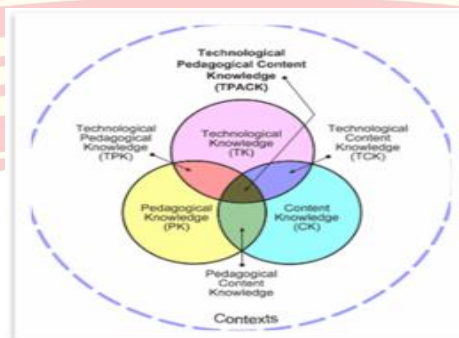 Technological
Pedagogical Content
Knowledge
(TPACK)
Technological
Pedagogical
Knowledge
(TPK)
Technological
Knowledge
(TK)
Technological
Content
Knowledge
(TCK)
Pedagogical
Knowledge
(PK)
Content
Knowledge
(CK)
Pedagogical
Content
Knowledge
Contexts